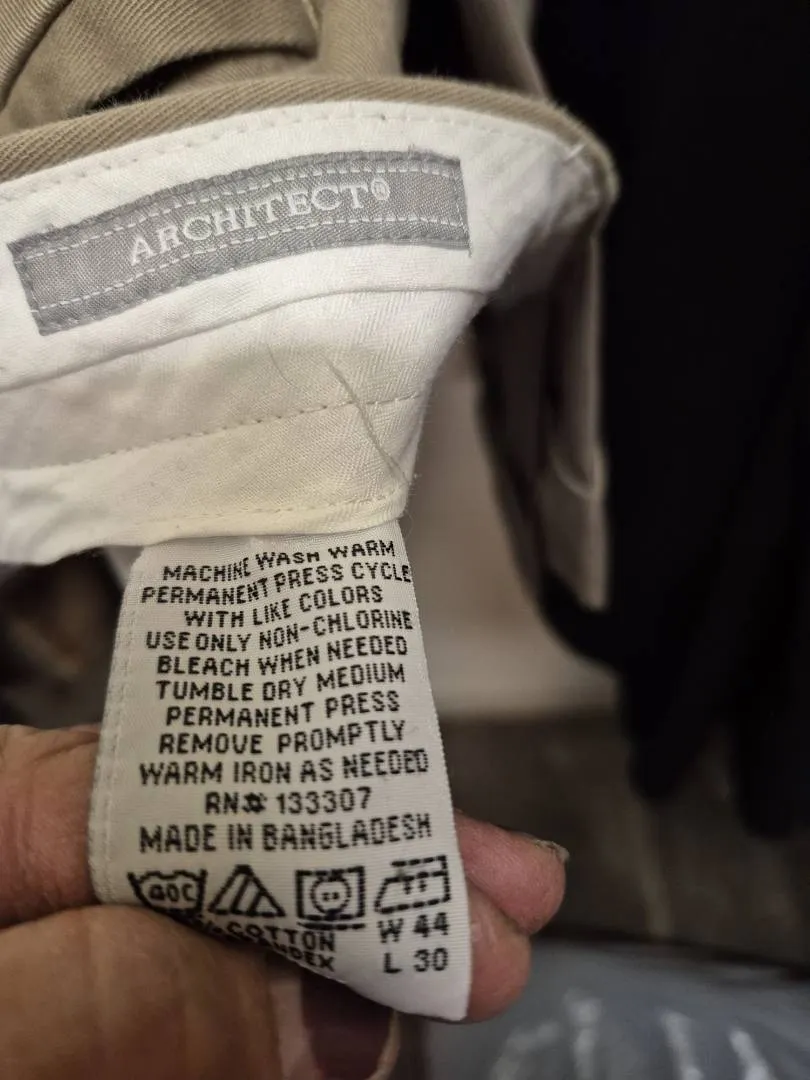 ARCHITECT®
MACHINE WASH WARM
PERMANENT PRESS CYCLE
WITH LIKE COLORS
USE ONLY NON-CHLORINE
BLEACH WHEN NEEDED
TUMBLE DRY MEDIUM
PERMANENT PRESS
REMOVE PROMPTLY
WARM IRON AS NEEDED
RN# 133307
MADE IN BANGLADESH
40C
COTTON
W 44
L 30